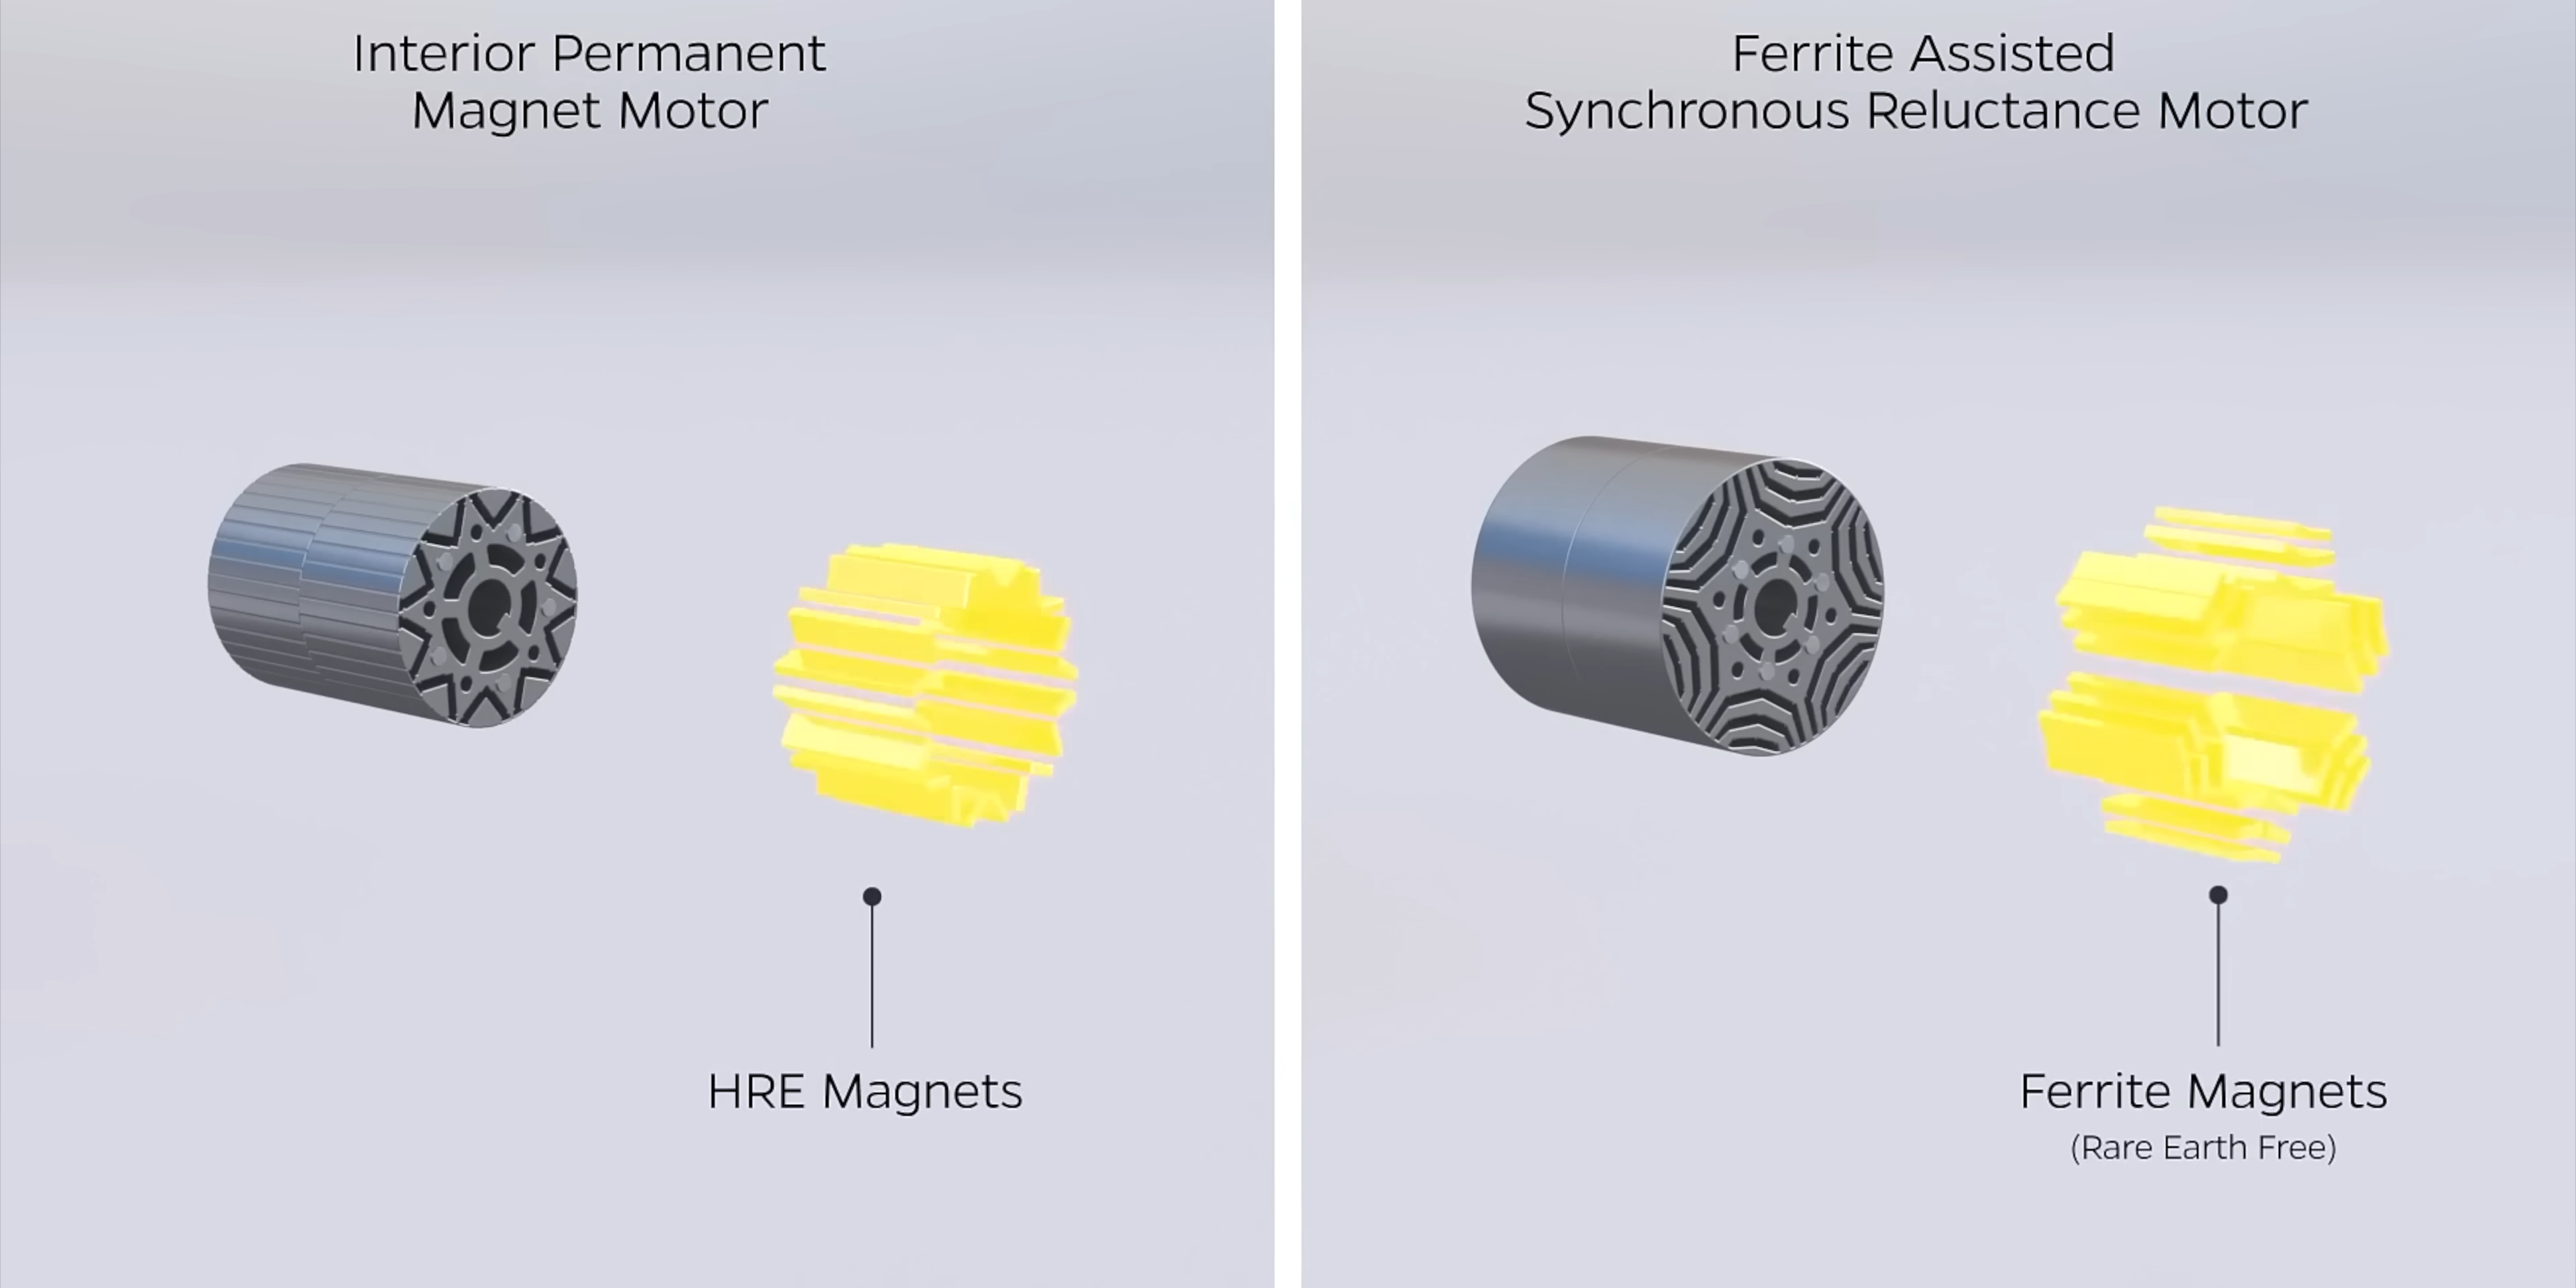 Interior Permanent
Magnet Motor
HRE Magnets
Ferrite Assisted
Synchronous Reluctance Motor
Ferrite Magnets
(Rare Earth Free)